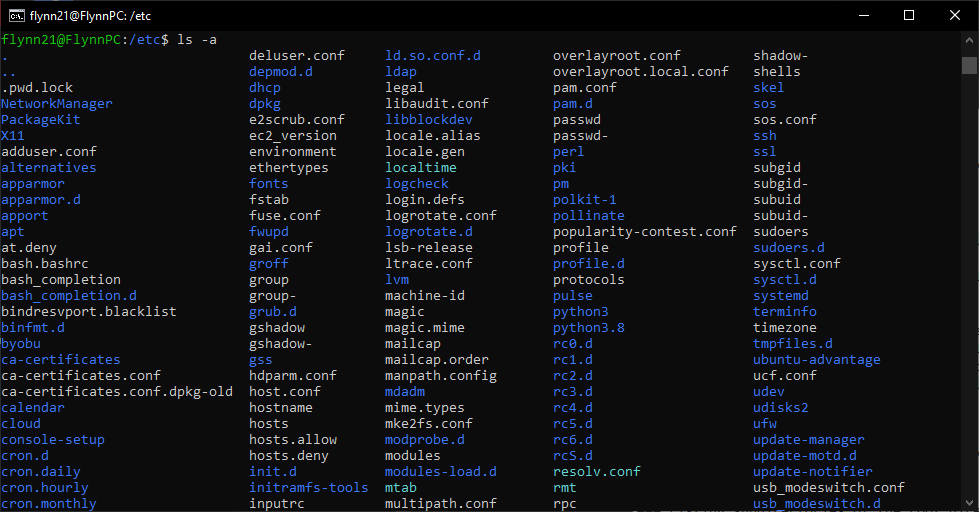 flynn21@FlynnPC: /etc
flynn21@FlynnPC:/etc$ ls -a
. deluser.conf ld.so.conf.d overlayroot.conf shadow-
.. depmod.d ldap overlayroot.local.conf shells
.pwd.lock dhcp legal pam.conf skel
NetworkManager dpkg libaudit.conf pam.d sos
PackageKit e2scrub.conf libblockdev passwd sos.conf
X11 ec2_version locale.alias passwd- ssh
adduser.conf environment locale.gen perl ssl
alternatives ethertypes localtime pki subgid
apparmor fonts logcheck pm subgid-
apparmor.d fstab login.defs polkit-1 subuid
apport fuse.conf logrotate.conf pollinate subuid-
apt fwupd logrotate.d popularity-contest.conf sudoers
at.deny gai.conf lsb-release profile sudoers.d
bash.bashrc groff ltrace.conf profile.d sysctl.conf
bash_completion group lvm protocols sysctl.d
bash_completion.d group- machine-id pulse systemd
bindresvport.blacklist grub.d magic python3 terminfo
binfmt.d gshadow magic.mime python3.8 timezone
byobu gshadow- mailcap rc0.d tmpfiles.d
ca-certificates gss mailcap.order rc1.d ubuntu-advantage
ca-certificates.conf hdparm.conf manpath.config rc2.d ucf.conf
ca-certificates.conf.dpkg-old host.conf mdadm rc3.d udev
calendar hostname mime.types rc4.d udisks2
cloud hosts mke2fs.conf rc5.d ufw
console-setup hosts.allow modprobe.d rc6.d update-manager
cron.d hosts.deny modules rcS.d update-motd.d
cron.daily init.d modules-load.d resolv.conf update-notifier
cron.hourly initramfs-tools mtab rmt usb_modeswitch.conf
cron.monthly inputrc multipath.conf rpc usb_modeswitch.d